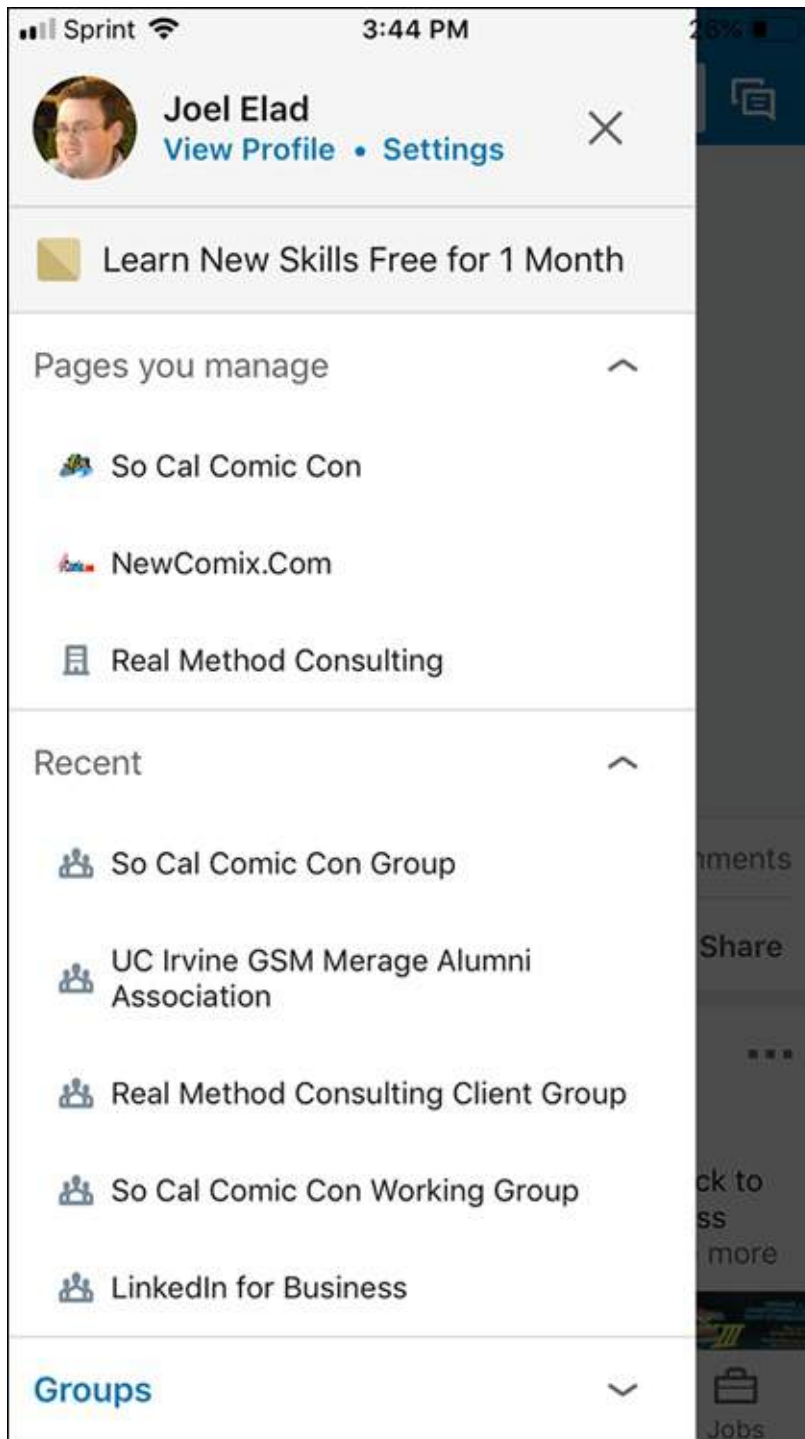 Sprint 3:44 PM 26%
Joel Elad
View Profile • Settings
Learn New Skills Free for 1 Month
Pages you manage
So Cal Comic Con
NewComix.Com
Real Method Consulting
Recent
So Cal Comic Con Group
UC Irvine GSM Merage Alumni
Association
Real Method Consulting Client Group
So Cal Comic Con Working Group
LinkedIn for Business
Groups
Share
to
more
Jobs